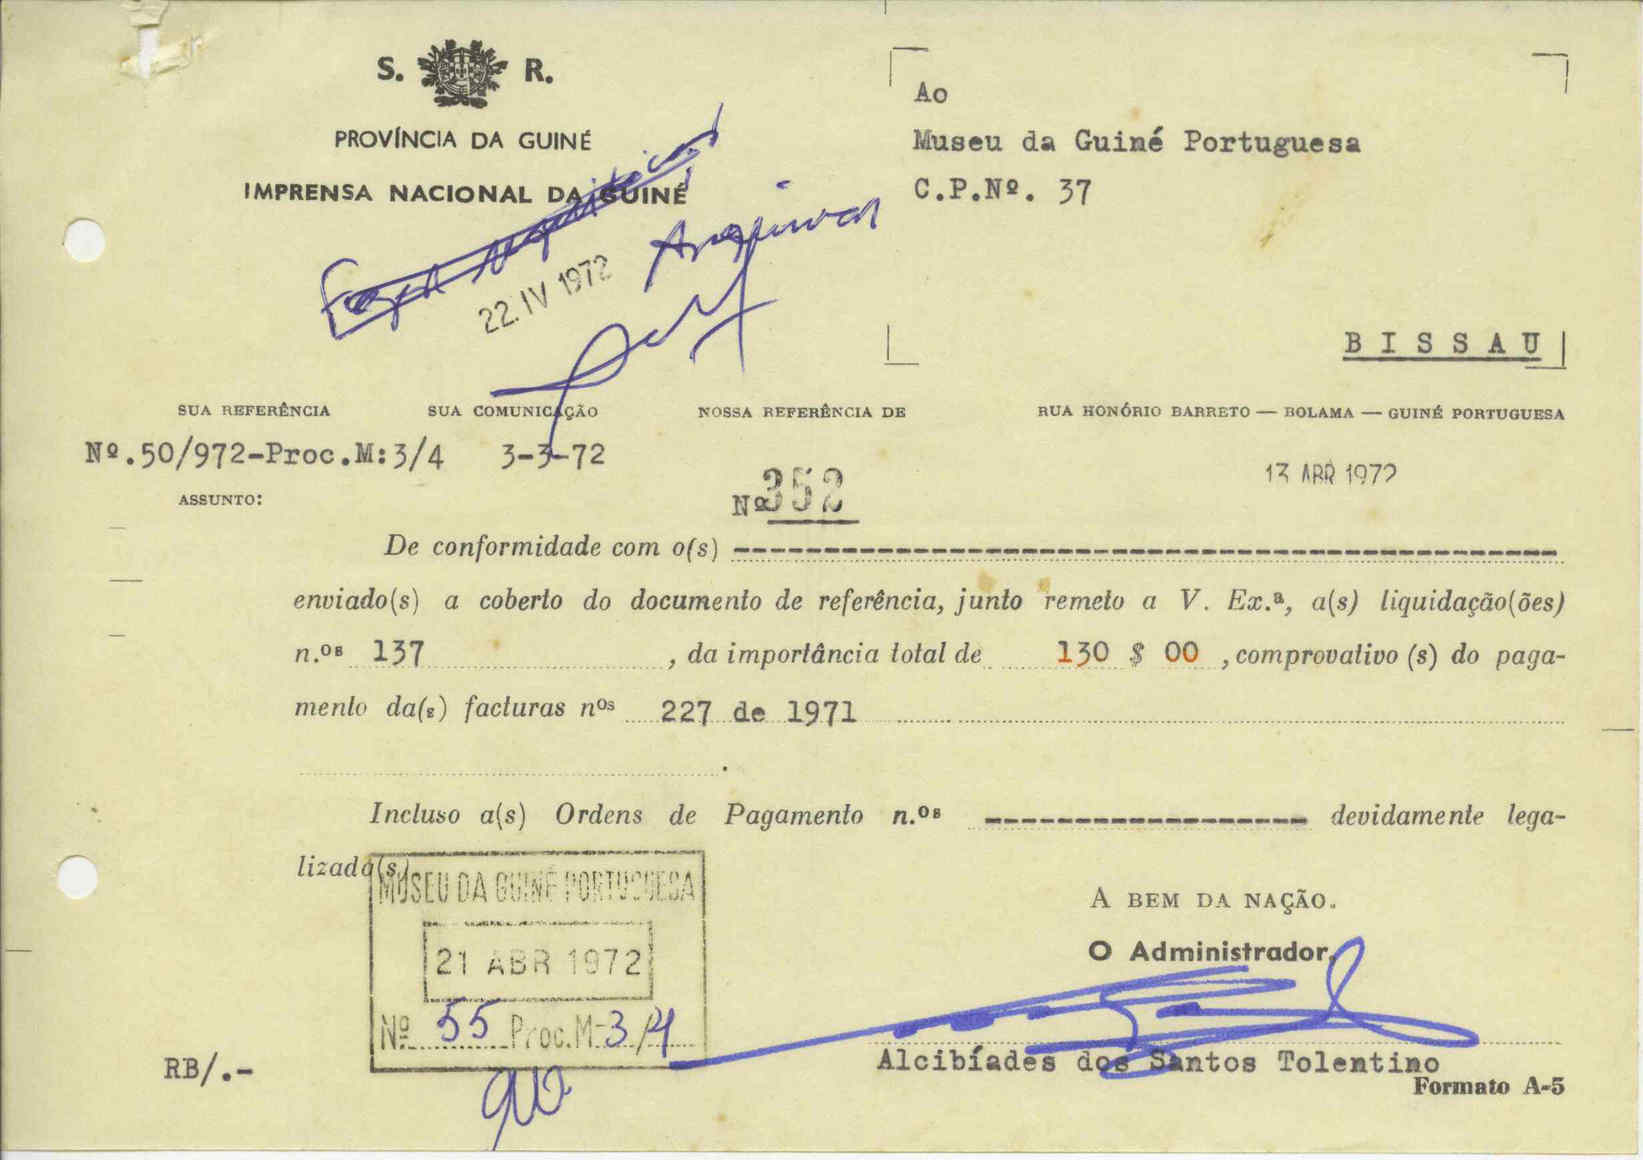 S. R.
PROVÍNCIA DA GUINÉ
IMPRENSA NACIONAL DA GUINÉ
Ao
Museu da Guiné Portuguesa
C.P.Nº. 37
BISSAU
22.IV 1972
Arquivar
SUA REFERÊNCIA SUA COMUNICAÇÃO NOSSA REFERÊNCIA DE RUA HONÓRIO BARRETO — BOLAMA — GUINÉ PORTUGUESA
Nº.50/972-Proc.M:3/4 3-3-72
13 ABR 1972
ASSUNTO: Nº 352
De conformidade com o(s) ----------
enviado(s) a coberto do documento de referência, junto remeto a V. Ex.ª, a(s) liquidação(ões)
n.ºs 137 , da importância total de 130 $ 00 , comprovativo (s) do paga-
mento da(s) facturas nºs 227 de 1971
.
Incluso a(s) Ordens de Pagamento n.ºs ---------- devidamente lega-
lizada(s)
MUSEU DA GUINÉ PORTUGUESA
21 ABR 1972
Nº 55 Proc.M-3/4
A BEM DA NAÇÃO.
O Administrador,
Alcibíades dos Santos Tolentino
RB/.-
Formato A-5